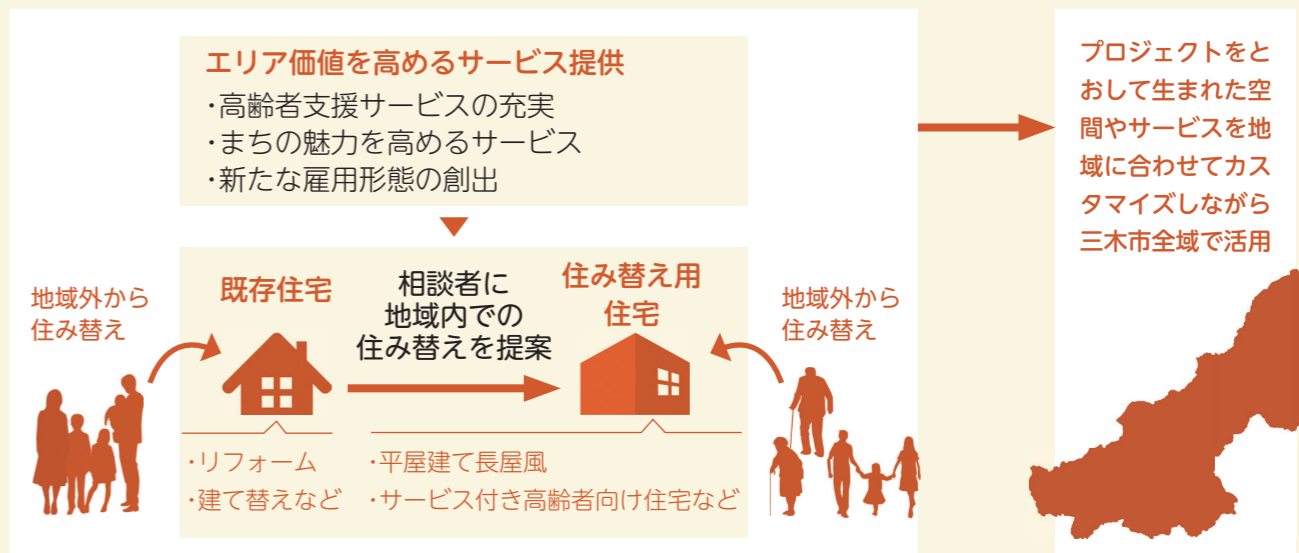 エリア価値を高めるサービス提供
・高齢者支援サービスの充実
・まちの魅力を高めるサービス
・新たな雇用形態の創出
地域外から
住み替え
既存住宅
相談者に
地域内での
住み替えを提案
住み替え用
住宅
地域外から
住み替え
・リフォーム
・建て替えなど
・平屋建て長屋風
・サービス付き高齢者向け住宅など
プロジェクトをと
おして生まれた空
間やサービスを地
域に合わせてカス
タマイズしながら
三木市全域で活用